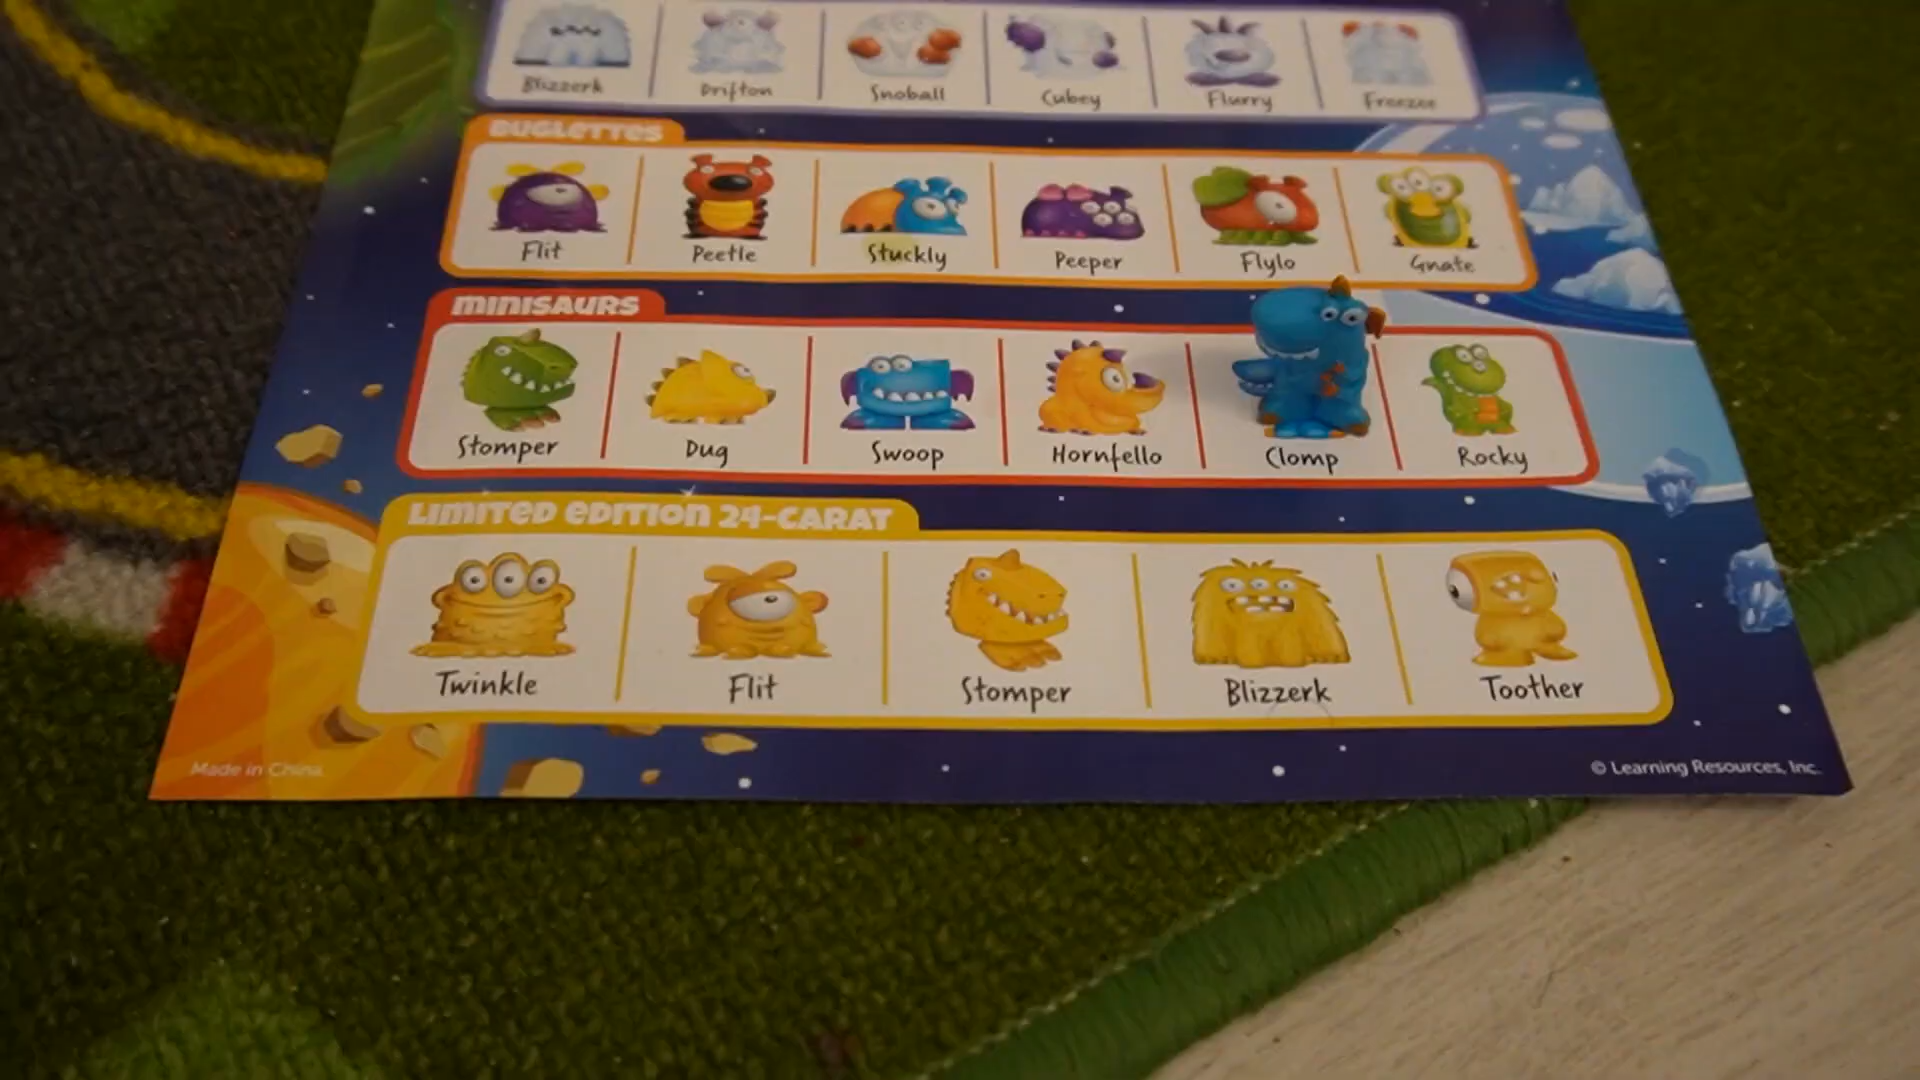 Blizzerk Drifton Snoball Cubey Flurry Freezee
BUGLETTES
Flit Peetle Stuckly Peeper Flylo Gnate
MINISAURS
Stomper Dug Swoop Hornfello Clomp Rocky
LIMITED EDITION 24-CARAT
Twinkle Flit Stomper Blizzerk Toother
Made in China
© Learning Resources, Inc.